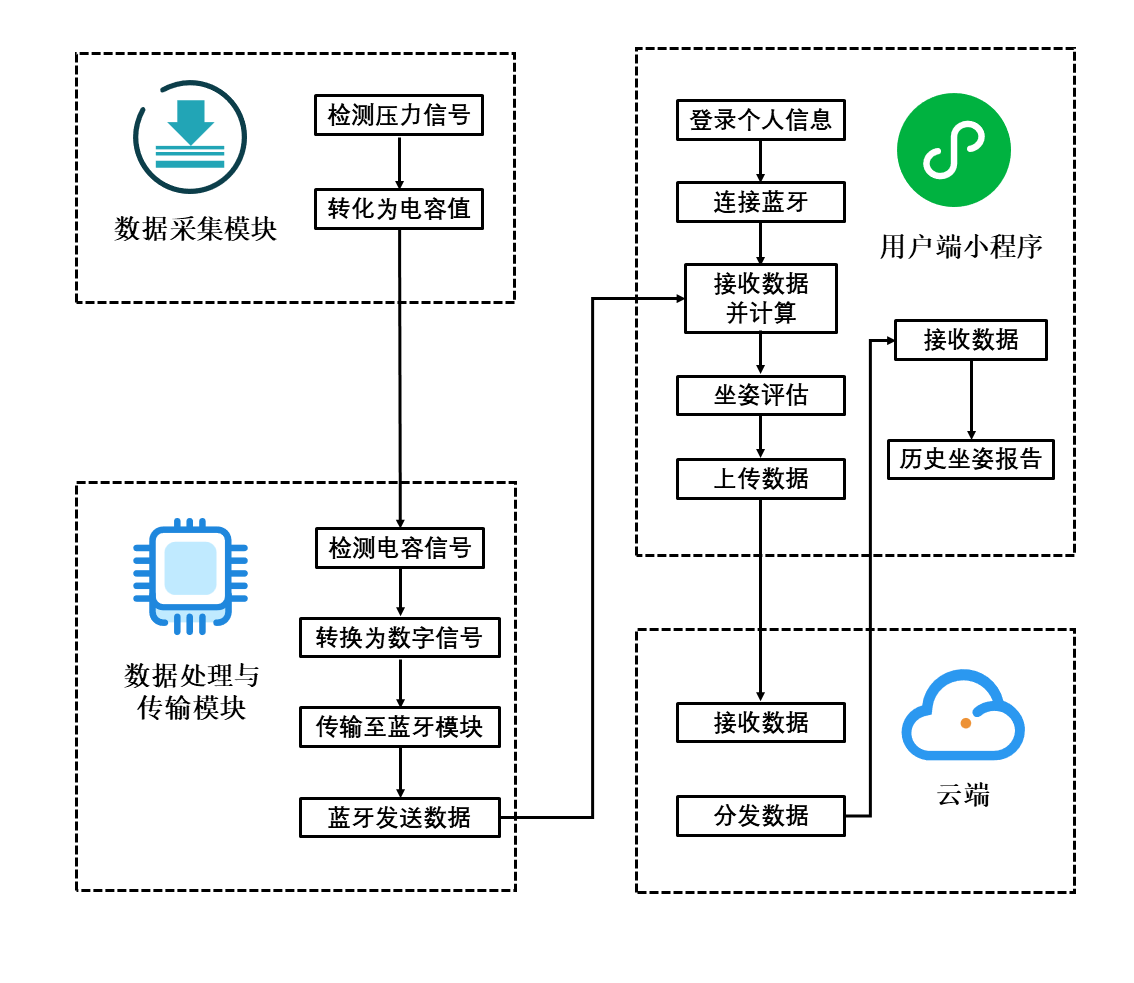 数据采集模块
检测压力信号
转化为电容值
数据处理与
传输模块
检测电容信号
转换为数字信号
传输至蓝牙模块
蓝牙发送数据
用户端小程序
登录个人信息
连接蓝牙
接收数据
并计算
坐姿评估
上传数据
接收数据
历史坐姿报告
云端
接收数据
分发数据